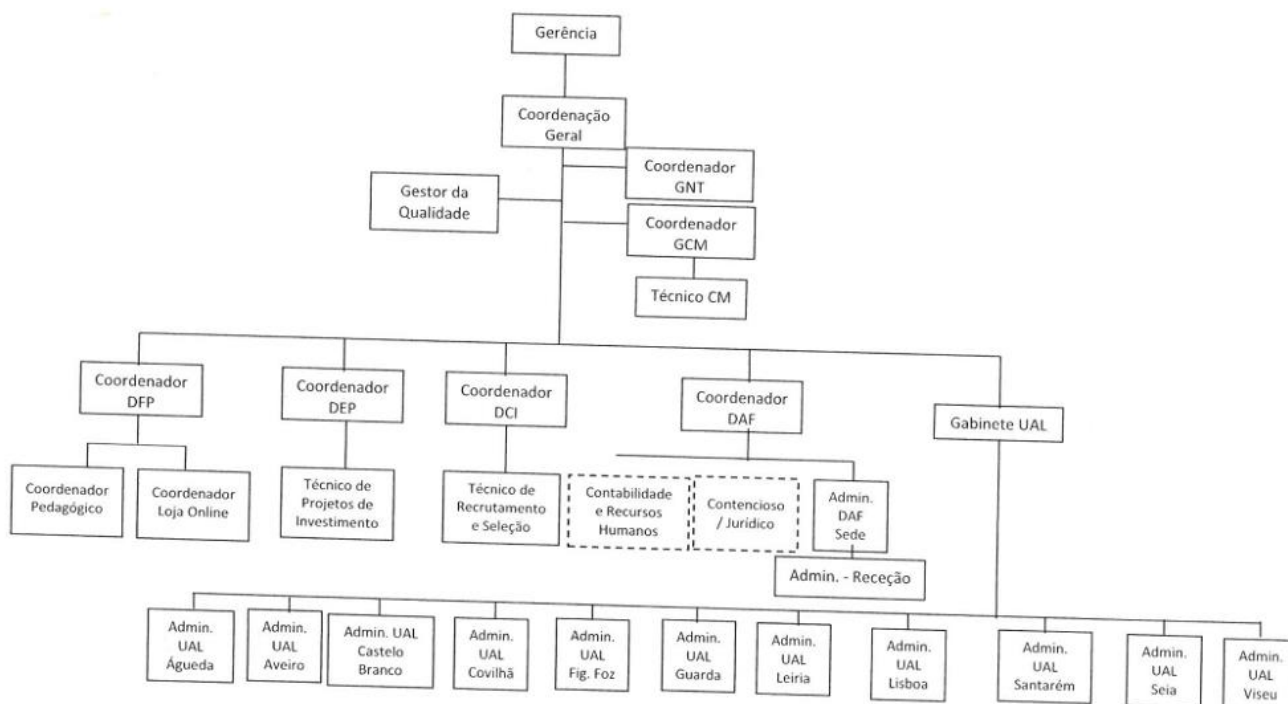 Gerência
Coordenação
Geral
Coordenador
GNT
Gestor da
Qualidade
Coordenador
GCM
Técnico CM
Coordenador
DFP
Coordenador
DEP
Coordenador
DCI
Coordenador
DAF
Gabinete UAL
Coordenador
Pedagógico
Coordenador
Loja Online
Técnico de
Projetos de
Investimento
Técnico de
Recrutamento
e Seleção
Contabilidade
e Recursos
Humanos
Contencioso
/ Jurídico
Admin.
DAF
Sede
Admin. - Receção
Admin.
UAL
Águeda
Admin.
UAL
Aveiro
Admin. UAL
Castelo
Branco
Admin.
UAL
Covilhã
Admin.
UAL
Fig. Foz
Admin.
UAL
Guarda
Admin.
UAL
Leiria
Admin.
UAL
Lisboa
Admin.
UAL
Santarém
Admin.
UAL
Seia
Admin.
UAL
Viseu